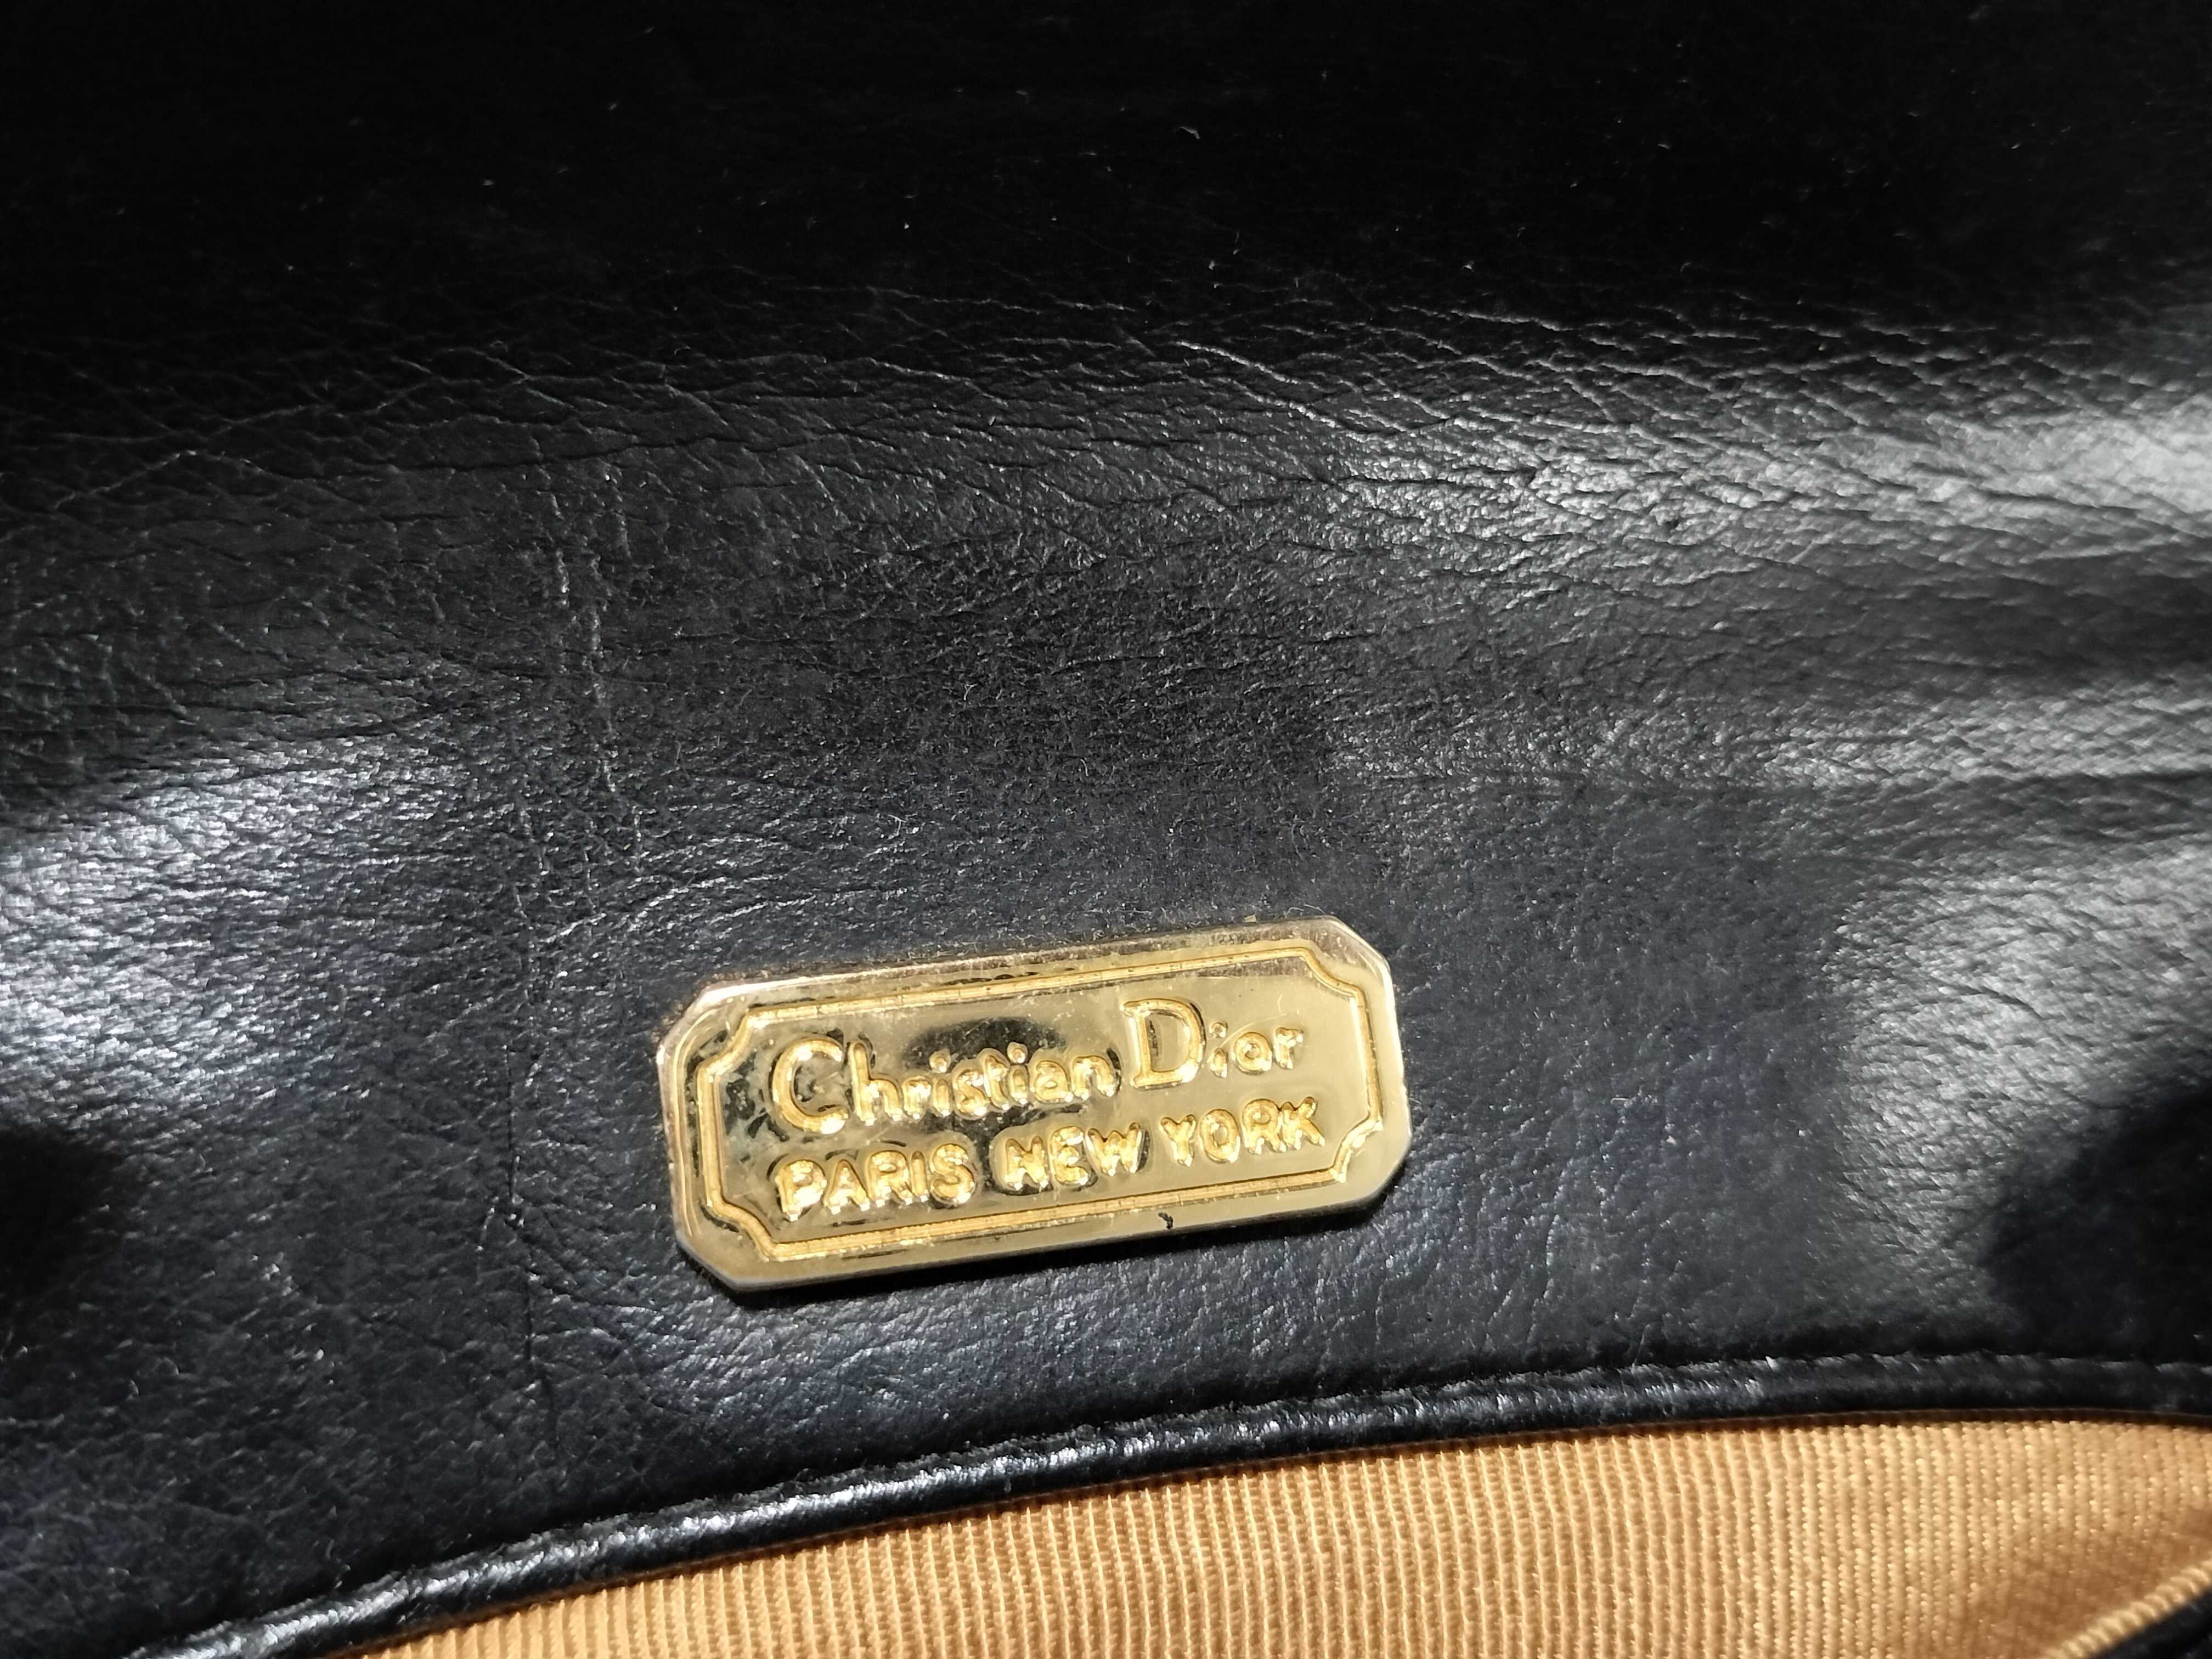 Christian Dior
PARIS NEW YORK